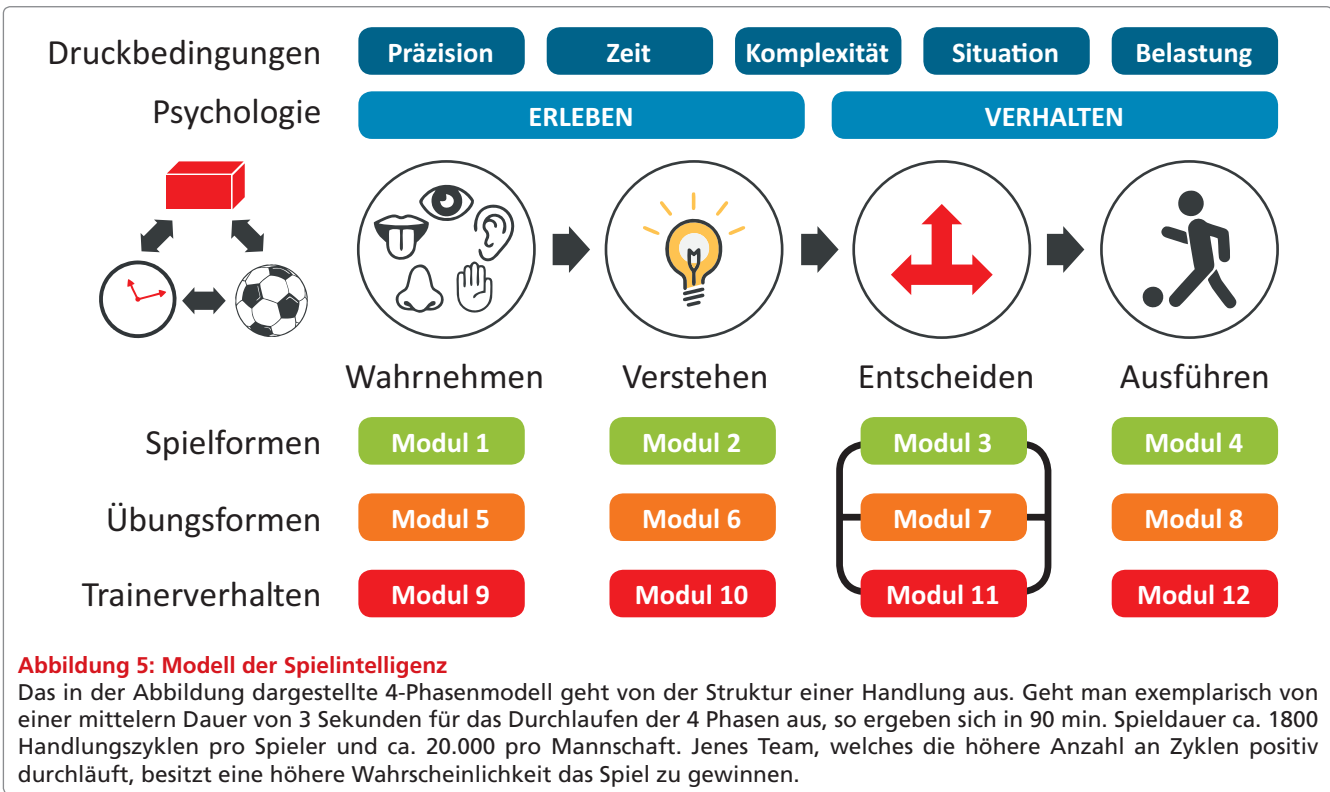 Druckbedingungen Präzision Zeit Komplexität Situation Belastung
Psychologie ERLEBEN VERHALTEN
Wahrnehmen Verstehen Entscheiden Ausführen
Spielformen Modul 1 Modul 2 Modul 3 Modul 4
Übungsformen Modul 5 Modul 6 Modul 7 Modul 8
Trainerverhalten Modul 9 Modul 10 Modul 11 Modul 12
Abbildung 5: Modell der Spielintelligenz
Das in der Abbildung dargestellte 4-Phasenmodell geht von der Struktur einer Handlung aus. Geht man exemplarisch von
einer mittelern Dauer von 3 Sekunden für das Durchlaufen der 4 Phasen aus, so ergeben sich in 90 min. Spieldauer ca. 1800
Handlungszyklen pro Spieler und ca. 20.000 pro Mannschaft. Jenes Team, welches die höhere Anzahl an Zyklen positiv
durchläuft, besitzt eine höhere Wahrscheinlichkeit das Spiel zu gewinnen.